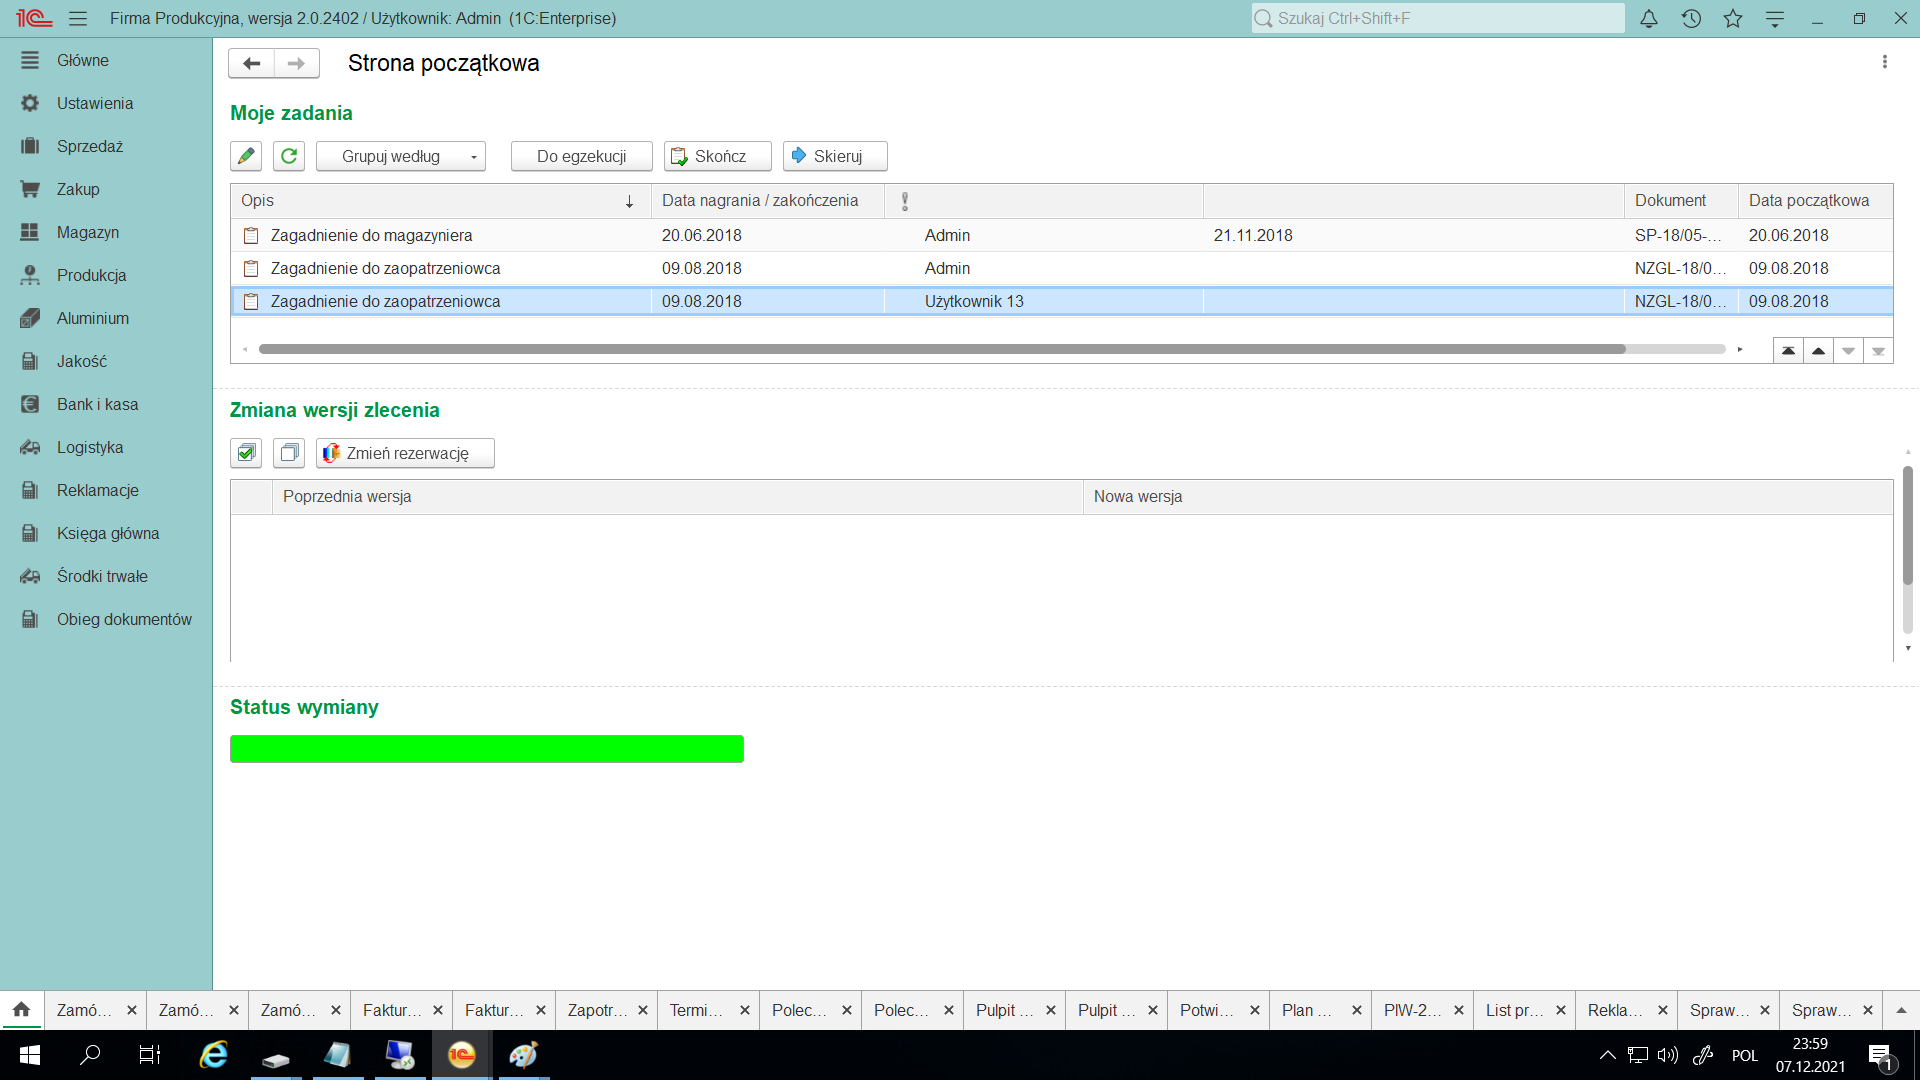 Firma Produkcyjna, wersja 2.0.2402 / Użytkownik: Admin (1C:Enterprise)
Szukaj Ctrl+Shift+F
Główne
Ustawienia
Sprzedaż
Zakup
Magazyn
Produkcja
Aluminium
Jakość
Bank i kasa
Logistyka
Reklamacje
Księga główna
Środki trwałe
Obieg dokumentów
Strona początkowa
Moje zadania
Grupuj według
Do egzekucji
Skończ
Skieruj
Opis Data nagrania / zakończenia Dokument Data początkowa
Zagadnienie do magazyniera 20.06.2018 Admin 21.11.2018 SP-18/05-... 20.06.2018
Zagadnienie do zaopatrzeniowca 09.08.2018 Admin NZGL-18/0... 09.08.2018
Zagadnienie do zaopatrzeniowca 09.08.2018 Użytkownik 13 NZGL-18/0... 09.08.2018
Zmiana wersji zlecenia
Zmień rezerwację
Poprzednia wersja Nowa wersja
Status wymiany
Zamó... Zamó... Zamó... Faktur... Faktur... Zapotr... Termi... Polec... Polec... Pulpit ... Pulpit ... Potwi... Plan ... PIW-2... List pr... Rekla... Spraw... Spraw...
POL
23:59
07.12.2021
1